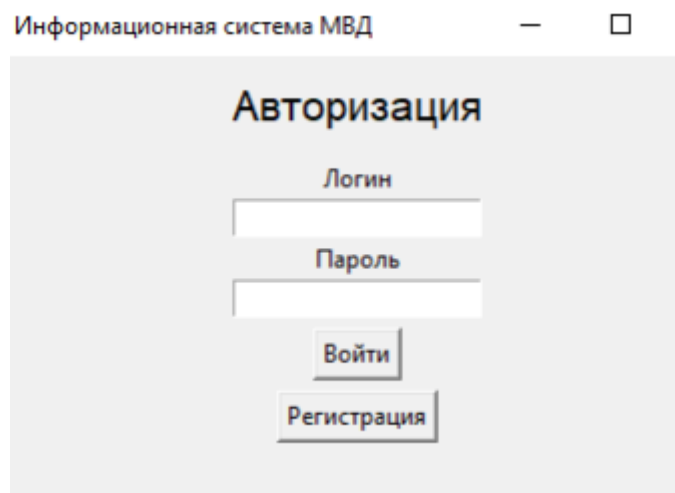 Информационная система МВД
Авторизация
Логин
Пароль
Войти
Регистрация